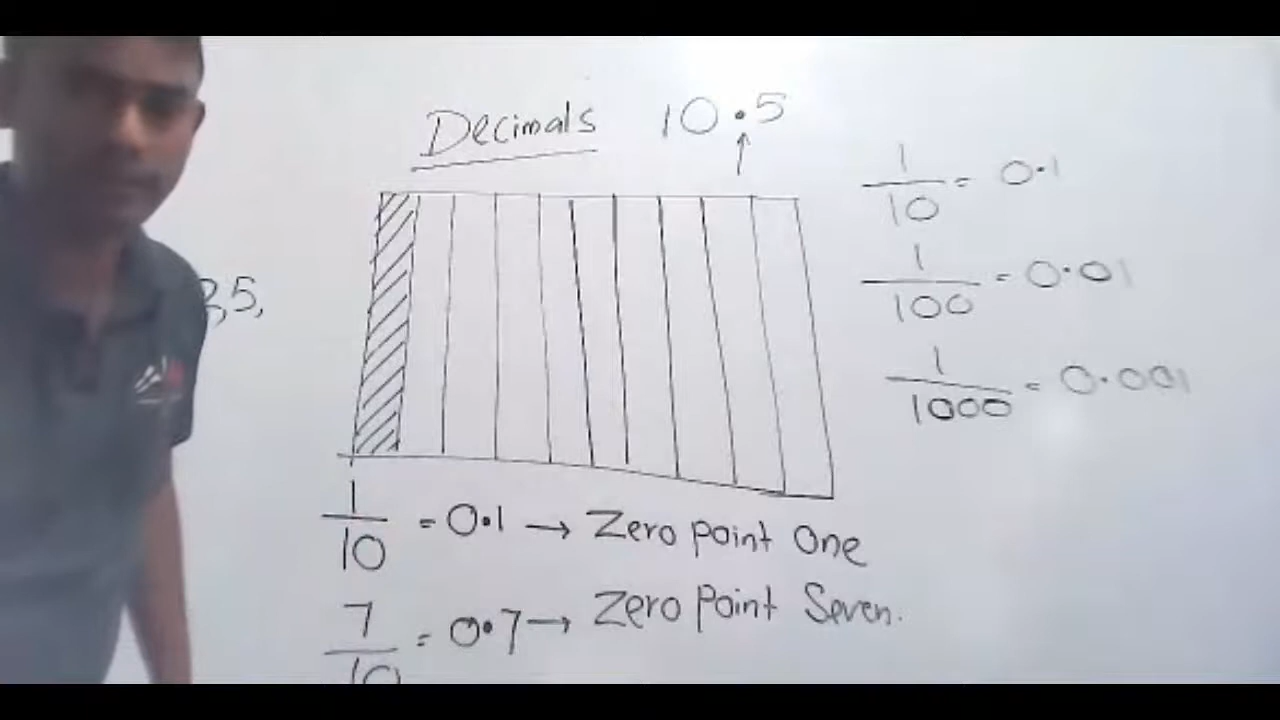 Decimals 10.5
1/10 = 0.1
1/100 = 0.01
1/1000 = 0.001
5,
1/10 = 0.1 → Zero point One
7/10 = 0.7 → Zero Point Seven.